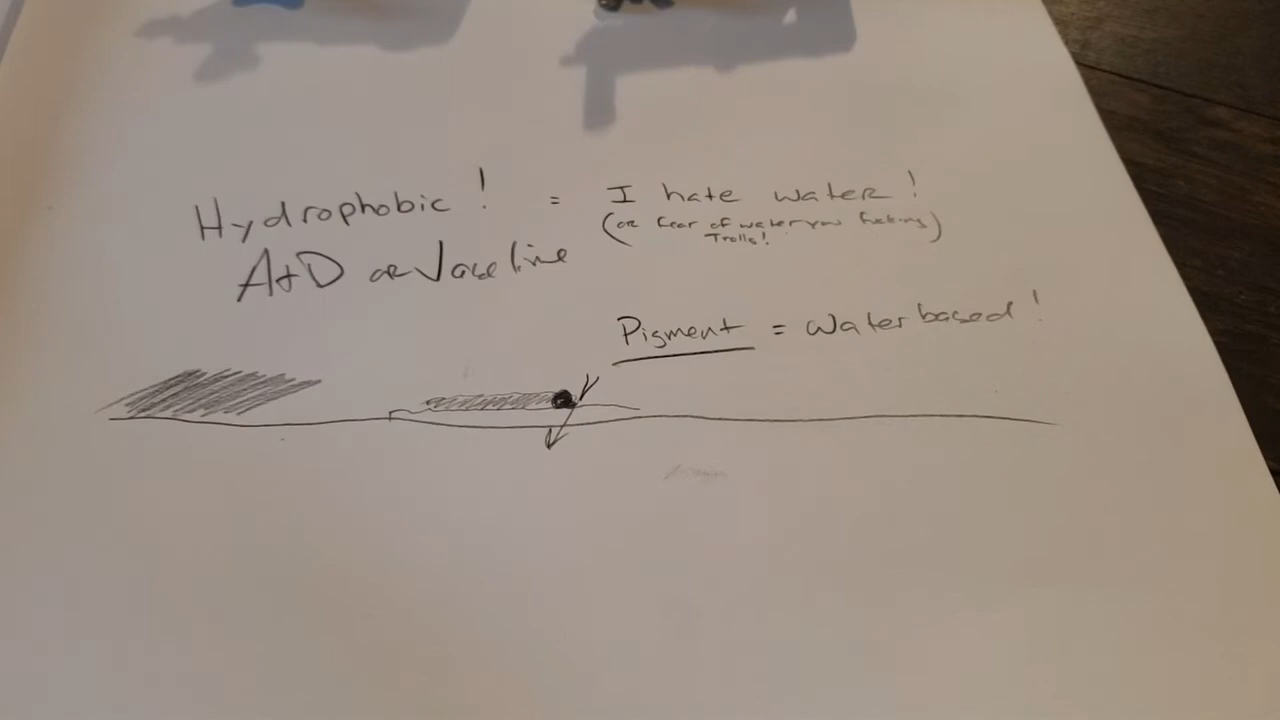 Hydrophobic! = I hate water!
(or fear of water you fucking
Trolls!)
A+D or Vaseline
Pigment = Water based!